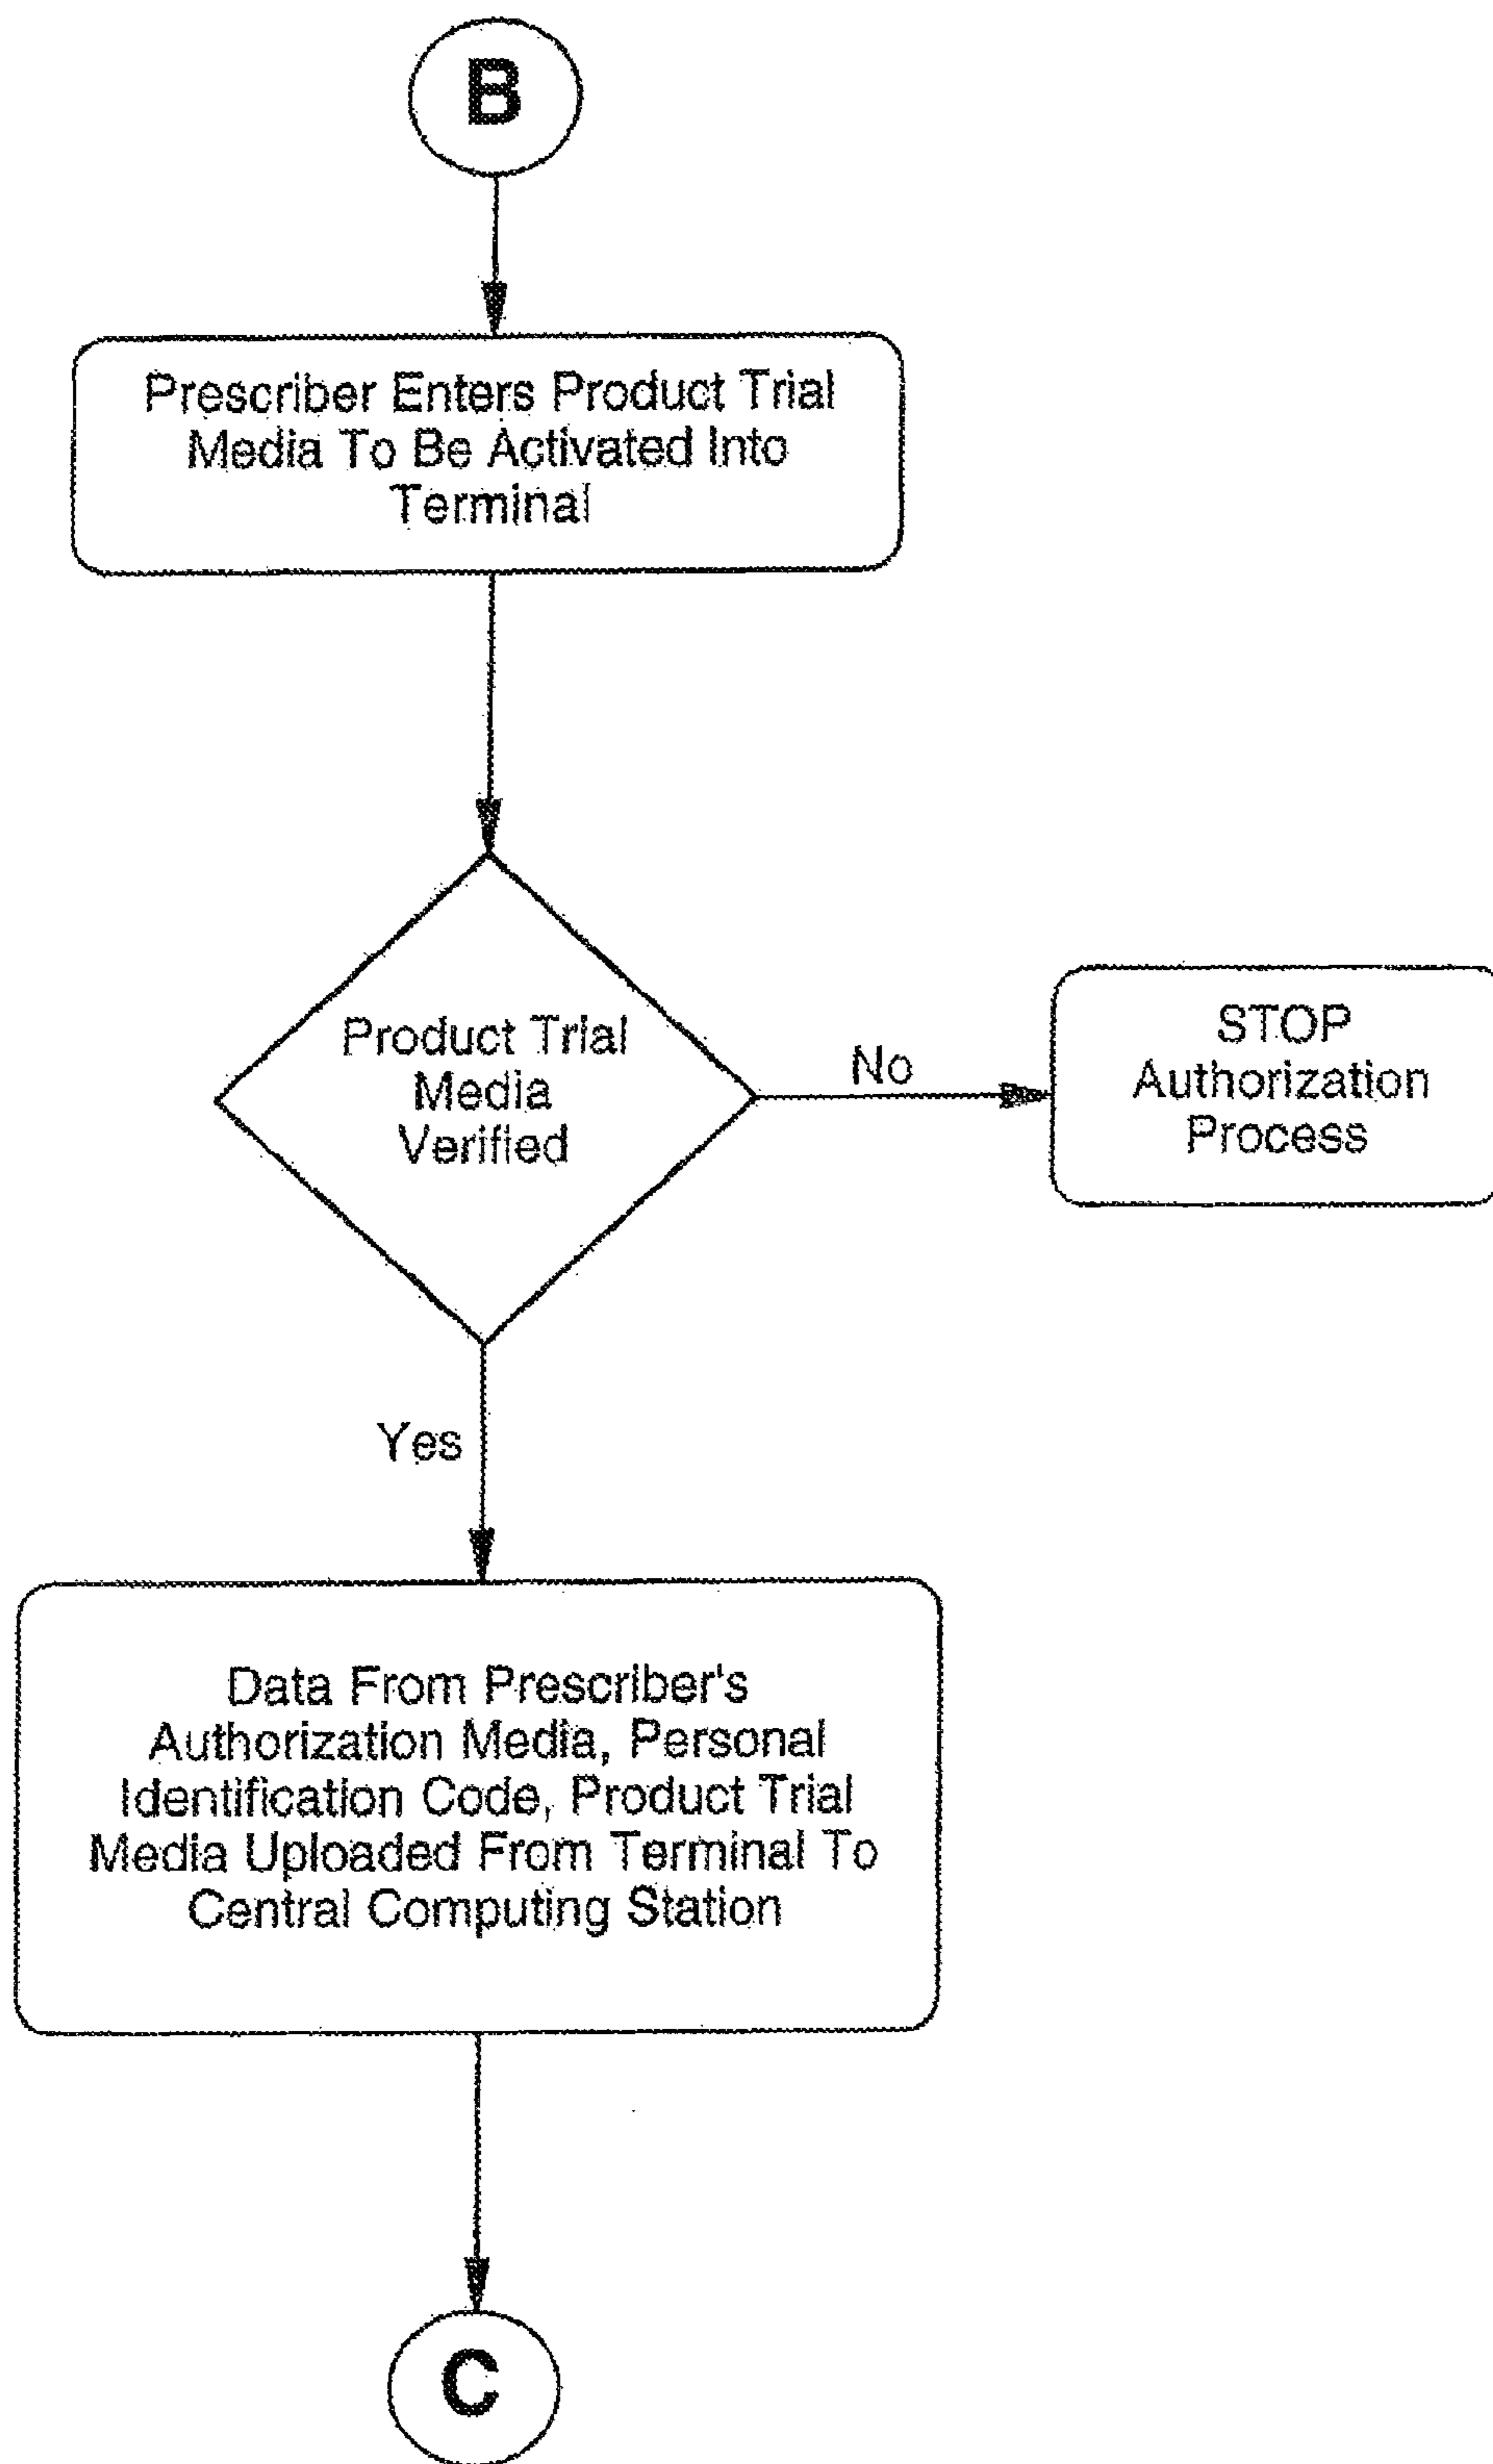 B
Prescriber Enters Product Trial
Media To Be Activated Into
Terminal
Product Trial
Media
Verified
No
STOP
Authorization
Process
Yes
Data From Prescriber's
Authorization Media, Personal
Identification Code, Product Trial
Media Uploaded From Terminal To
Central Computing Station
C